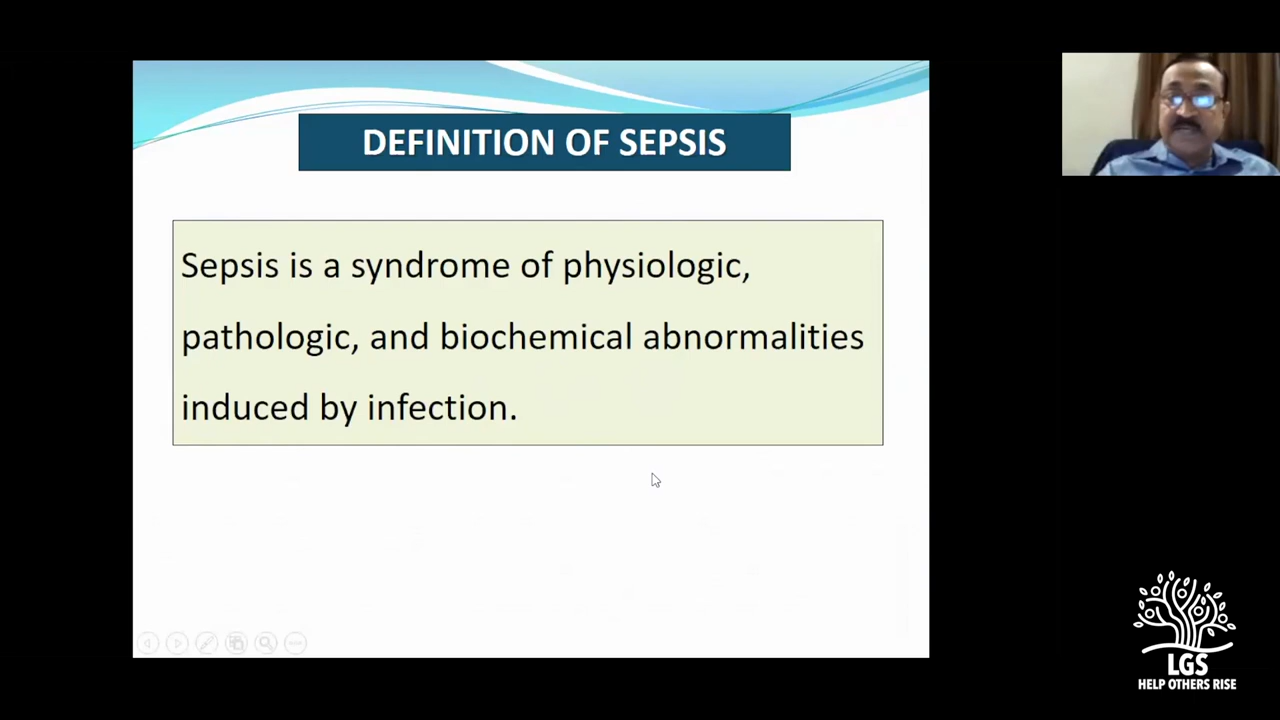 DEFINITION OF SEPSIS
Sepsis is a syndrome of physiologic,
pathologic, and biochemical abnormalities
induced by infection.
LGS
HELP OTHERS RISE